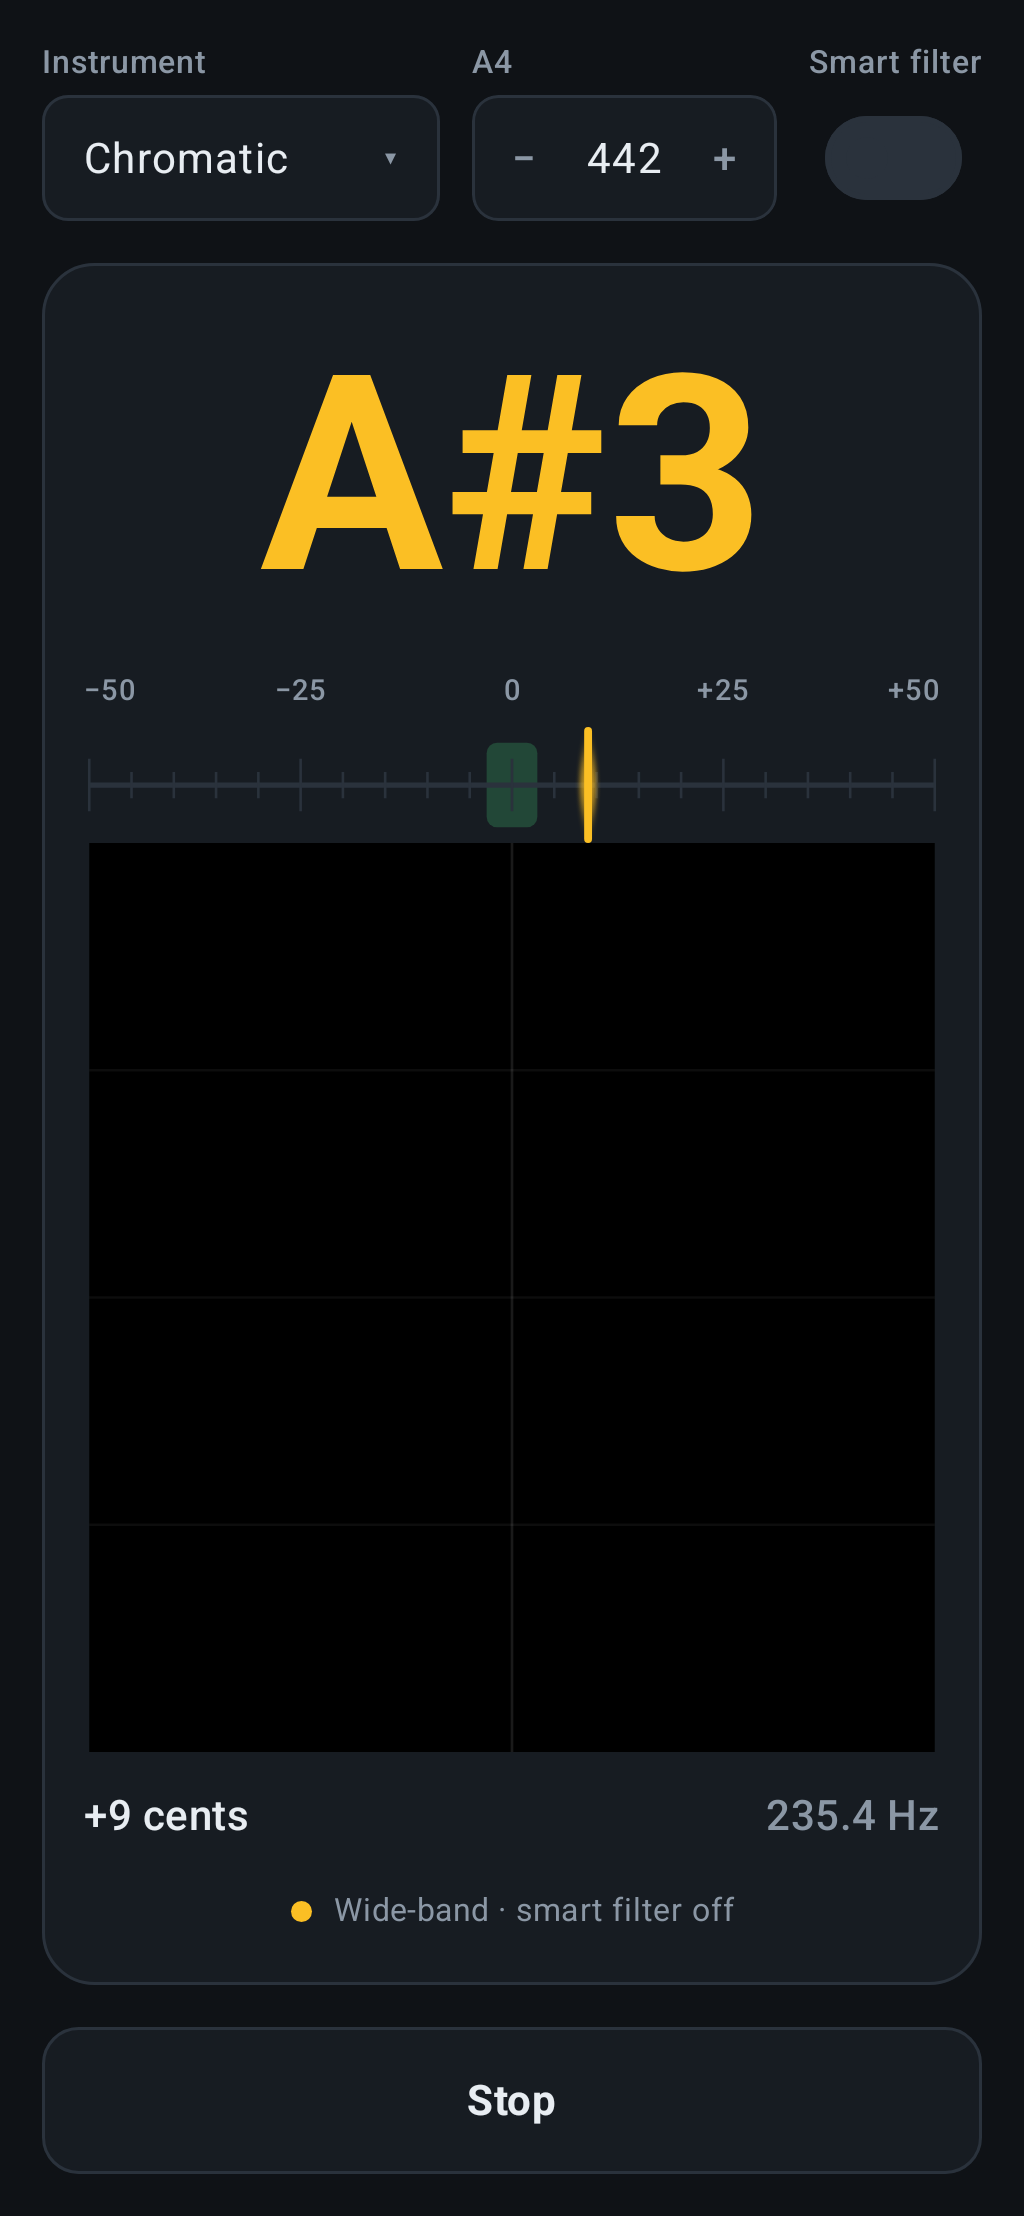 Instrument
A4
Smart filter
Chromatic ▾
− 442 +
A#3
−50 −25 0 +25 +50
+9 cents
235.4 Hz
Wide-band · smart filter off
Stop